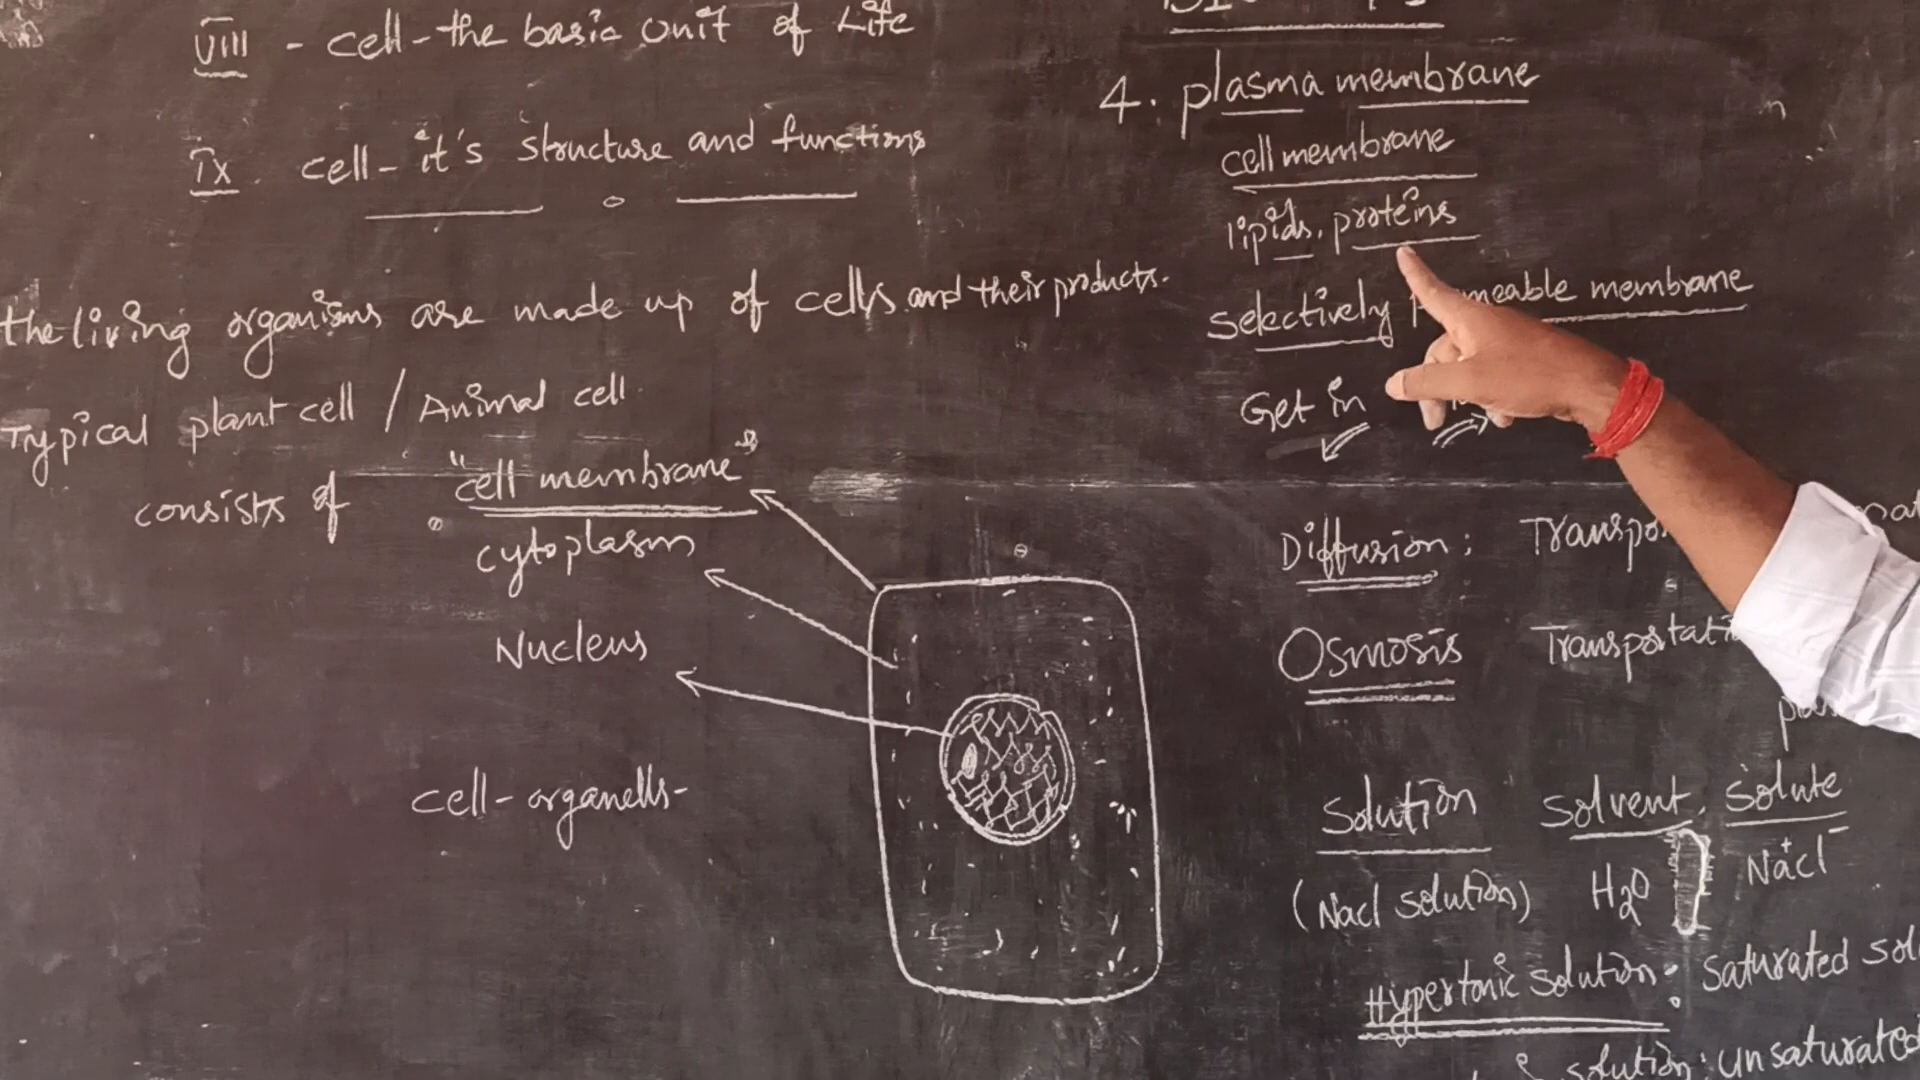 VIII - cell-the basic unit of Life
IX. cell-it's structure and functions
the living organisms are made up of cells and their products.
Trypical plant cell / Animal cell
consists of "cell membrane"
cytoplasm
Nucleus
cell-organells-
4. plasma membrane
cell membrane
lipids, proteins
selectively membrane
Get in
Diffusion:
Osmosis
Solution Solvent, Solute
(Nacl solution) H2O Na+cl-
Hypertonic solution: Saturated
solution: unsaturated